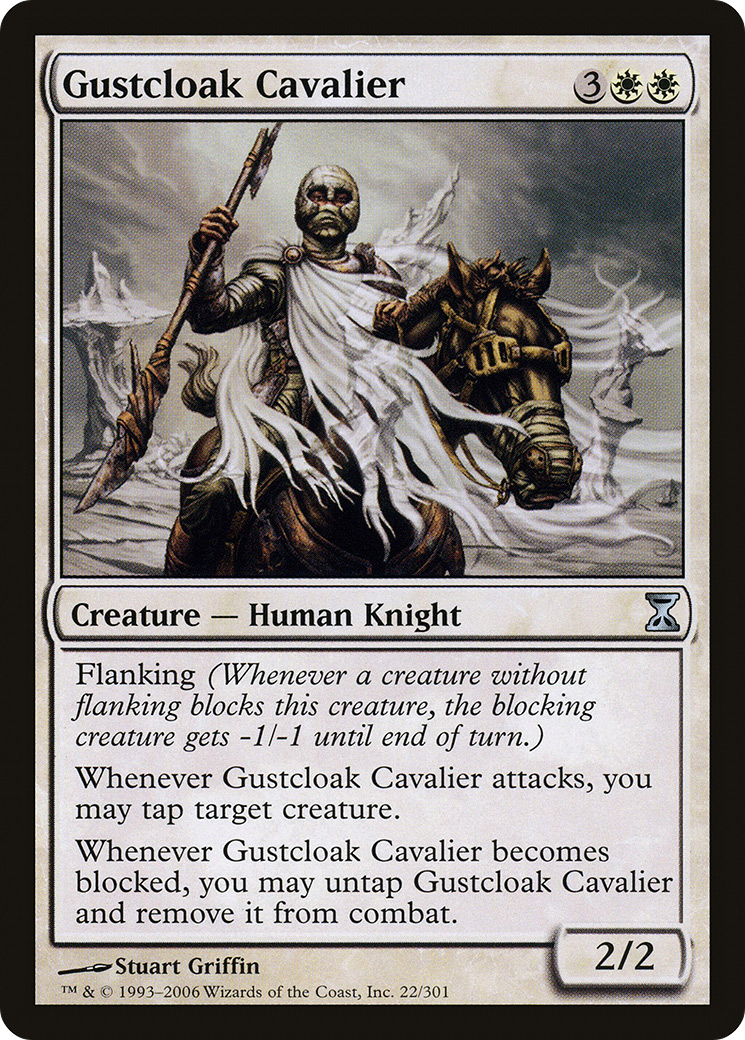 Gustcloak Cavalier 3
Creature — Human Knight
Flanking (Whenever a creature without
flanking blocks this creature, the blocking
creature gets -1/-1 until end of turn.)
Whenever Gustcloak Cavalier attacks, you
may tap target creature.
Whenever Gustcloak Cavalier becomes
blocked, you may untap Gustcloak Cavalier
and remove it from combat.
2/2
Stuart Griffin
™ & © 1993–2006 Wizards of the Coast, Inc. 22/301